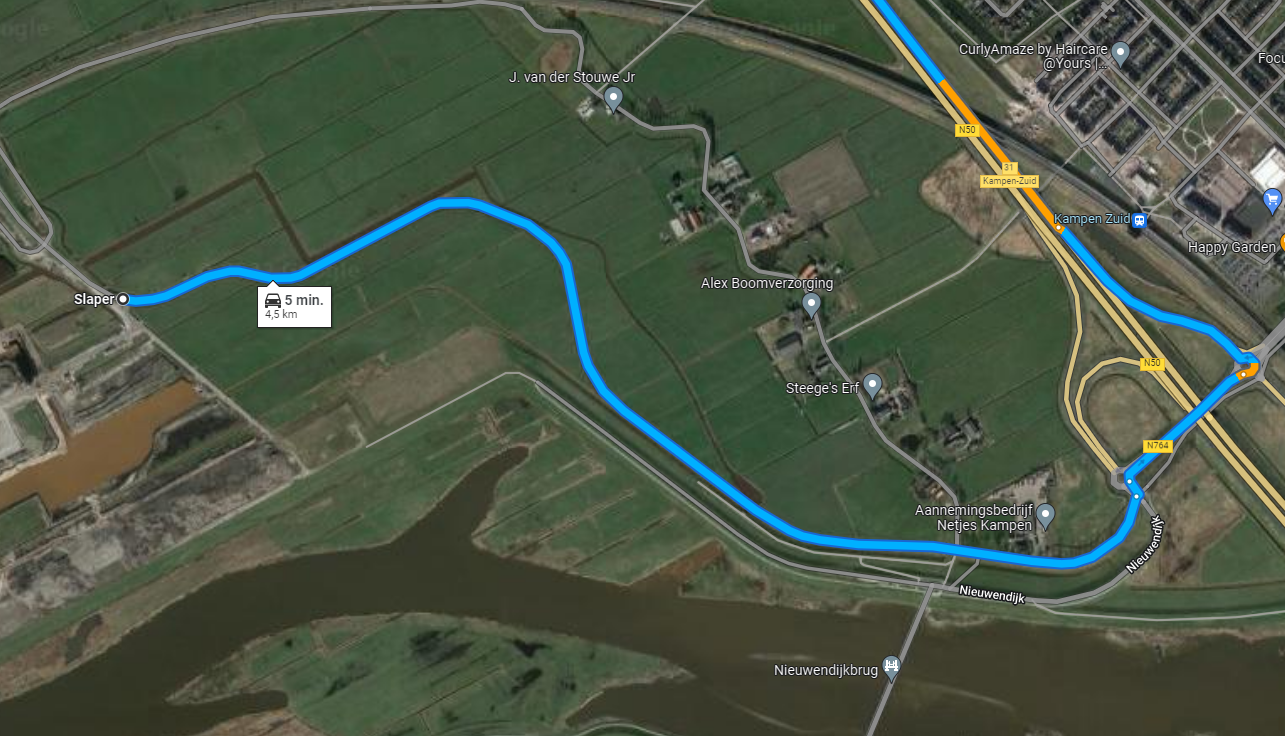 CurlyAmaze by Haircare
@Yours |...
Focu
J. van der Stouwe Jr
N50
31
Kampen-Zuid
Kampen Zuid
Happy Garden
Alex Boomverzorging
Slaper
5 min.
4,5 km
N50
Steege's Erf
N764
Aannemingsbedrijf
Netjes Kampen
Nieuwendijk
Nieuwendijk
Nieuwendijkbrug